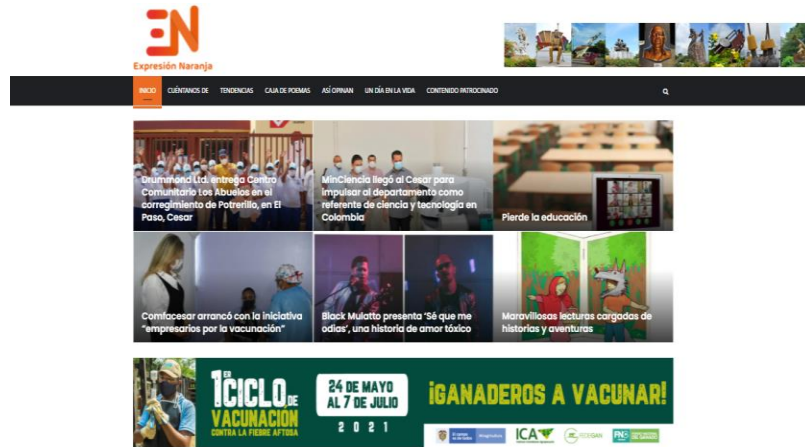 EN
Expresión Naranja
INICIO CUÉNTANOS DE TENDENCIAS CAJA DE POEMAS ASÍ OPINAN UN DÍA EN LA VIDA CONTENIDO PATROCINADO
Drummond Ltd. entrega Centro
Comunitario Los Abuelos en el
corregimiento de Potrerillo, en El
Paso, Cesar
MinCiencia llegó al Cesar para
impulsar al departamento como
referente de ciencia y tecnología en
Colombia
Pierde la educación
Comfacesar arrancó con la iniciativa
“empresarios por la vacunación”
Black Mulatto presenta ‘Sé que me
odias’, una historia de amor tóxico
Maravillosas lecturas cargadas de
historias y aventuras
1ER
CICLO DE
VACUNACIÓN
CONTRA LA FIEBRE AFTOSA
24 DE MAYO
AL 7 DE JULIO
2021
¡GANADEROS A VACUNAR!
ICA
FEDEGAN
FNG